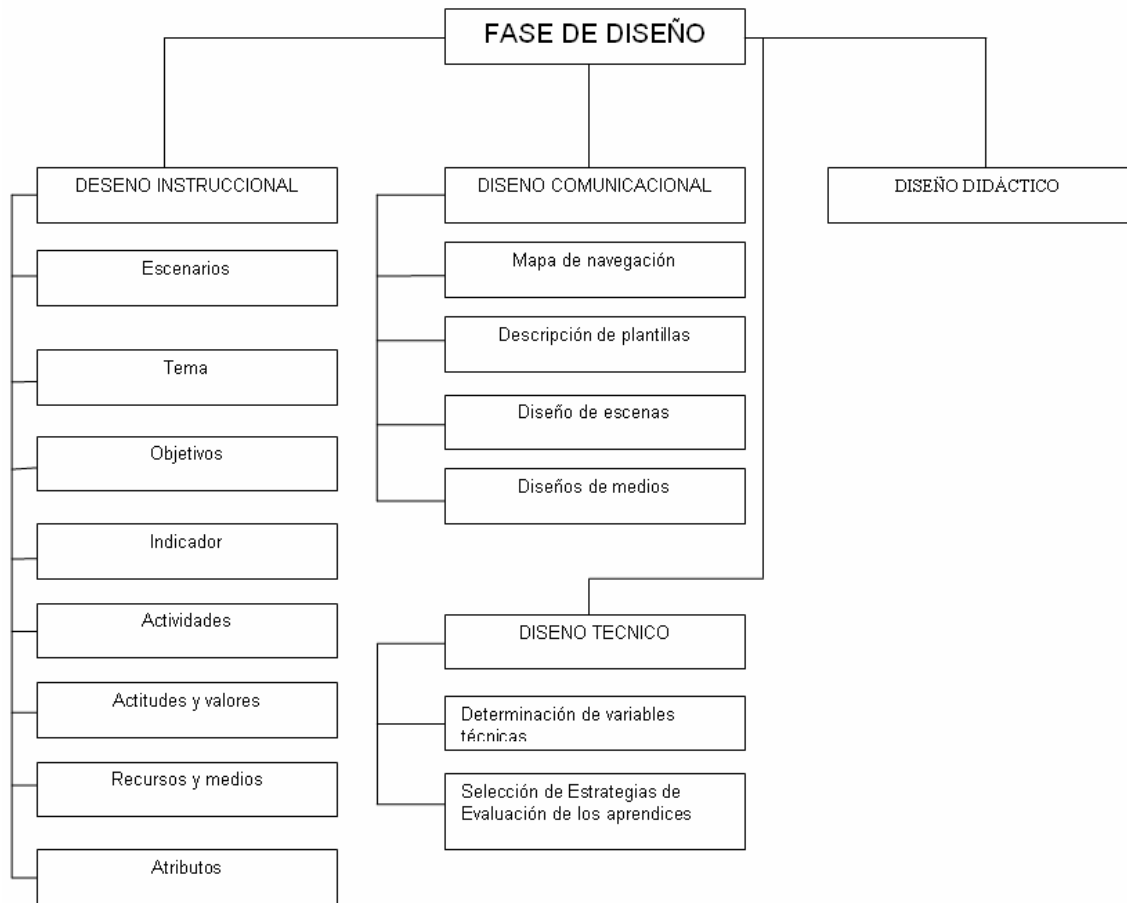 FASE DE DISEÑO
DESENO INSTRUCCIONAL
Escenarios
Tema
Objetivos
Indicador
Actividades
Actitudes y valores
Recursos y medios
Atributos
DISENO COMUNICACIONAL
Mapa de navegación
Descripción de plantillas
Diseño de escenas
Diseños de medios
DISENO TECNICO
Determinación de variables
técnicas
Selección de Estrategias de
Evaluación de los aprendices
DISEÑO DIDÁCTICO